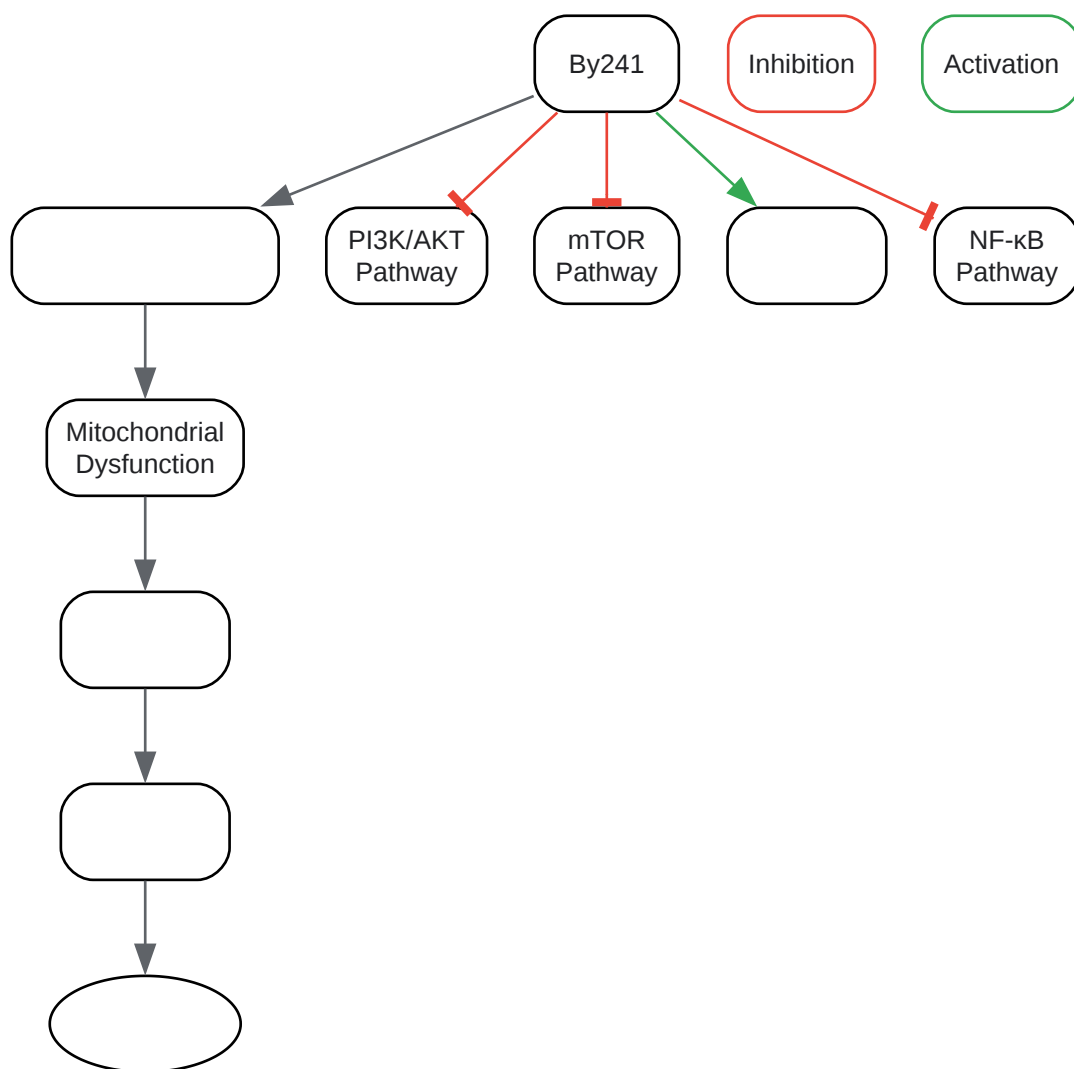 By241
Inhibition
Activation
PI3K/AKT
Pathway
mTOR
Pathway
NF-κB
Pathway
Mitochondrial
Dysfunction